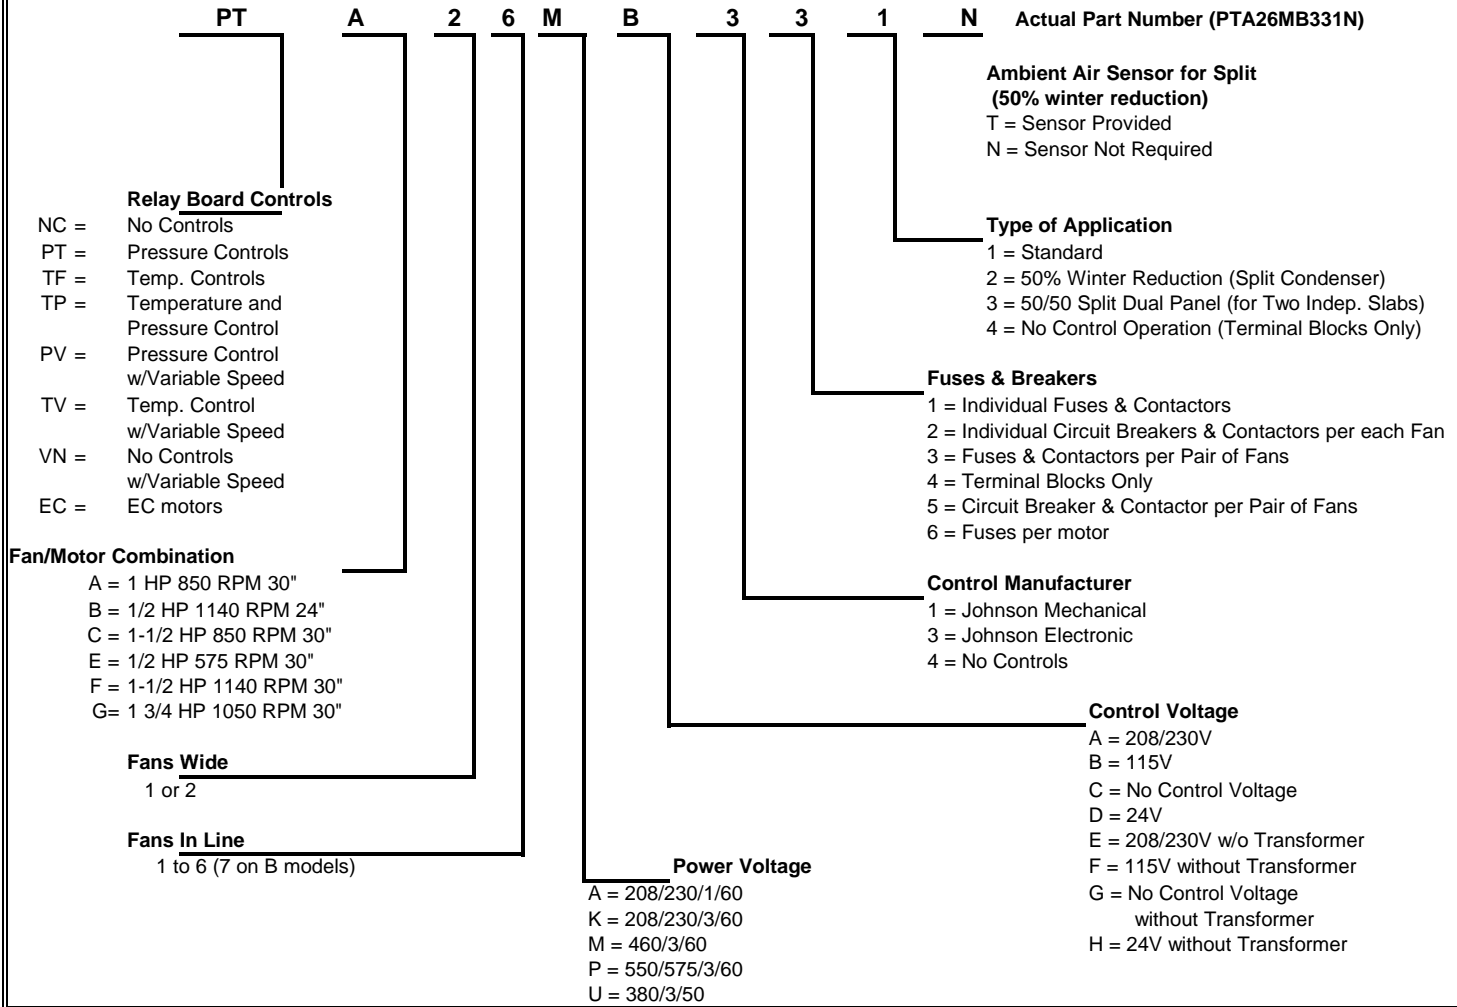 PT A 2 6 M B 3 3 1 N Actual Part Number (PTA26MB331N)
Ambient Air Sensor for Split
(50% winter reduction)
T = Sensor Provided
N = Sensor Not Required
Relay Board Controls
NC = No Controls
PT = Pressure Controls
TF = Temp. Controls
TP = Temperature and
Pressure Control
PV = Pressure Control
w/Variable Speed
TV = Temp. Control
w/Variable Speed
VN = No Controls
w/Variable Speed
EC = EC motors
Type of Application
1 = Standard
2 = 50% Winter Reduction (Split Condenser)
3 = 50/50 Split Dual Panel (for Two Indep. Slabs)
4 = No Control Operation (Terminal Blocks Only)
Fuses & Breakers
1 = Individual Fuses & Contactors
2 = Individual Circuit Breakers & Contactors per each Fan
3 = Fuses & Contactors per Pair of Fans
4 = Terminal Blocks Only
5 = Circuit Breaker & Contactor per Pair of Fans
6 = Fuses per motor
Fan/Motor Combination
A = 1 HP 850 RPM 30"
B = 1/2 HP 1140 RPM 24"
C = 1-1/2 HP 850 RPM 30"
E = 1/2 HP 575 RPM 30"
F = 1-1/2 HP 1140 RPM 30"
G= 1 3/4 HP 1050 RPM 30"
Control Manufacturer
1 = Johnson Mechanical
3 = Johnson Electronic
4 = No Controls
Fans Wide
1 or 2
Fans In Line
1 to 6 (7 on B models)
Control Voltage
A = 208/230V
B = 115V
C = No Control Voltage
D = 24V
E = 208/230V w/o Transformer
F = 115V without Transformer
G = No Control Voltage
without Transformer
H = 24V without Transformer
Power Voltage
A = 208/230/1/60
K = 208/230/3/60
M = 460/3/60
P = 550/575/3/60
U = 380/3/50